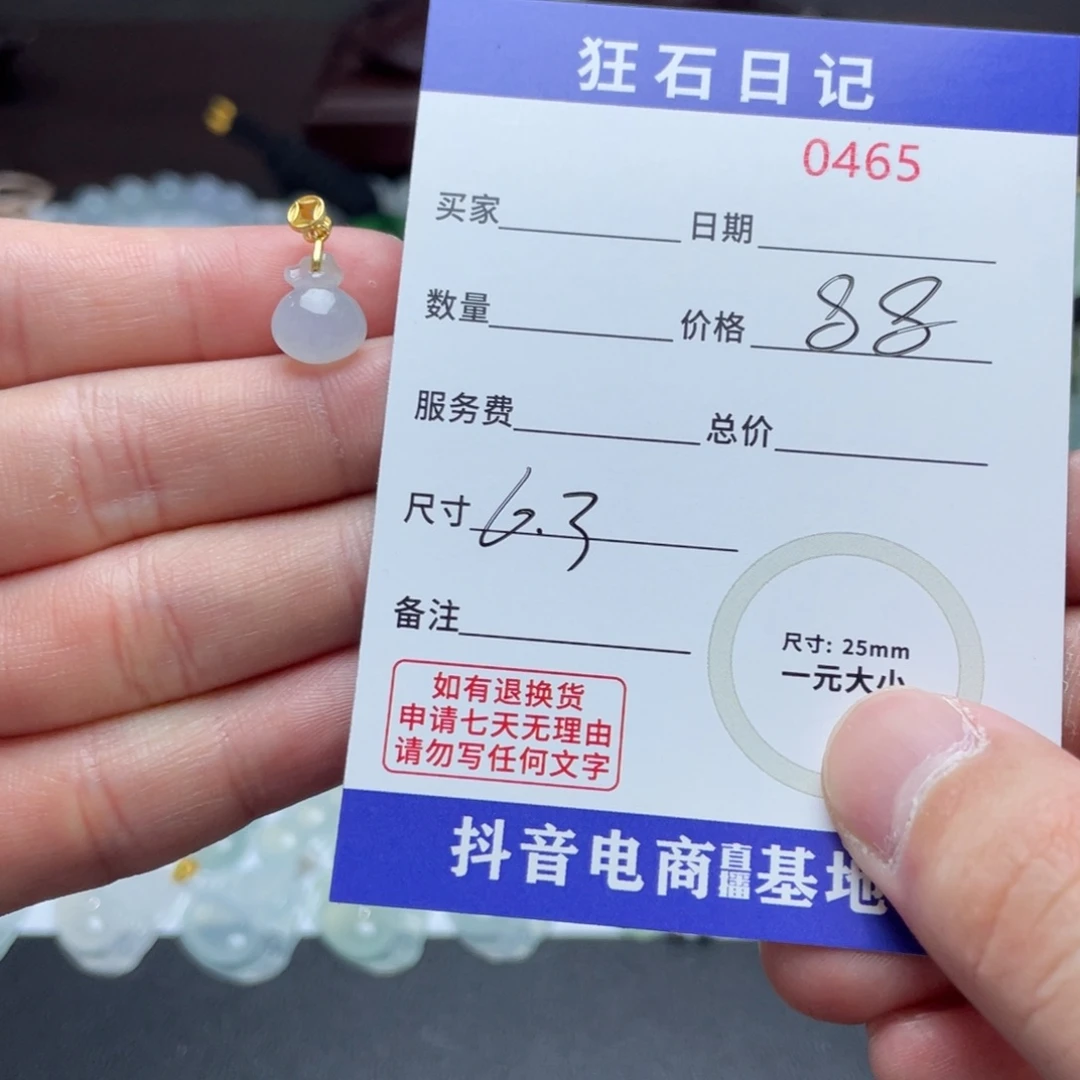 狂石日记
0465
买家 日期
数量 价格 88
服务费 总价
尺寸 6.3
备注
尺寸: 25mm
一元大小
如有退换货
申请七天无理由
请勿写任何文字
抖音电商直播基地